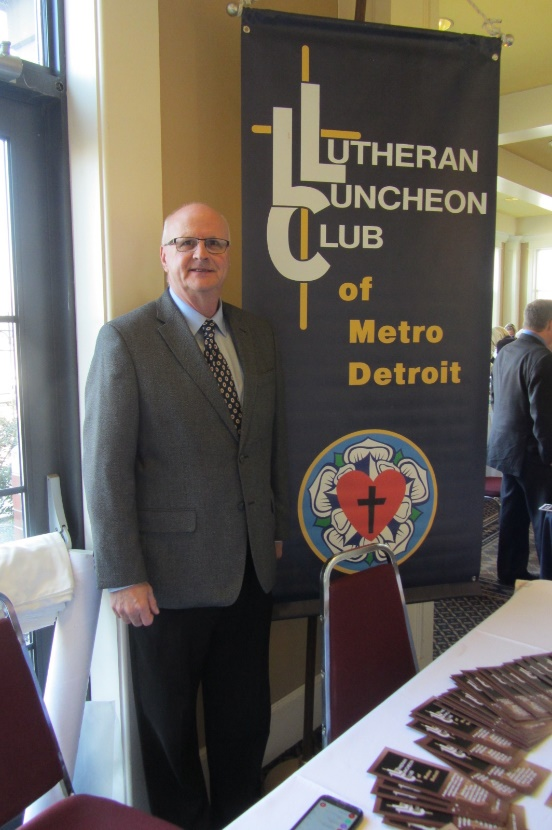 LUTHERAN
LUNCHEON
CLUB
of
Metro
Detroit